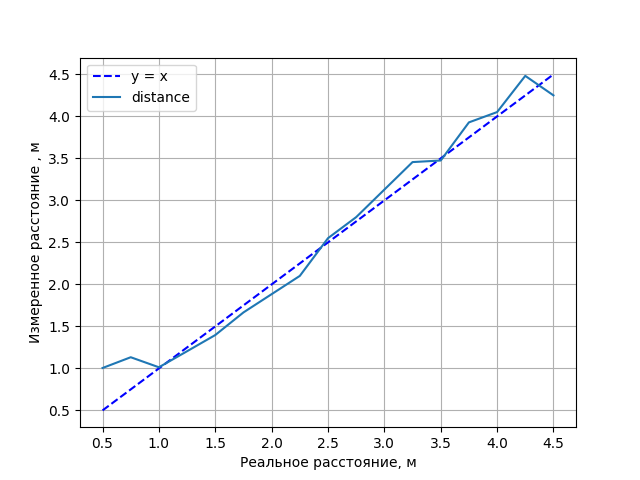 y = x
distance
4.5
4.0
3.5
3.0
2.5
2.0
1.5
1.0
0.5
Измеренное расстояние , м
0.5 1.0 1.5 2.0 2.5 3.0 3.5 4.0 4.5
Реальное расстояние, м